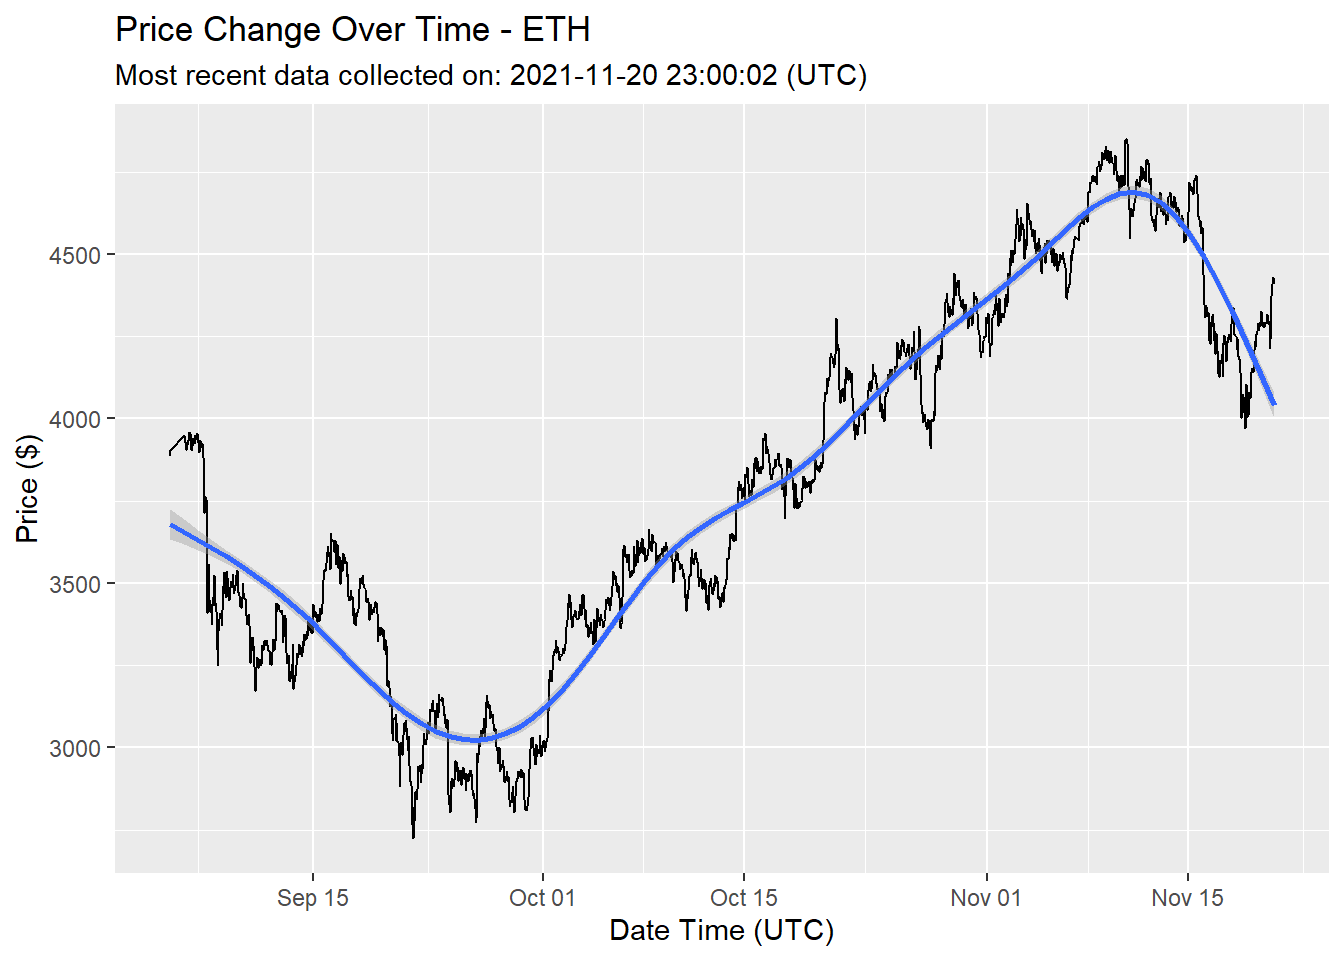 Price Change Over Time - ETH
Most recent data collected on: 2021-11-20 23:00:02 (UTC)
Price ($)
4500
4000
3500
3000
Sep 15
Oct 01
Oct 15
Nov 01
Nov 15
Date Time (UTC)